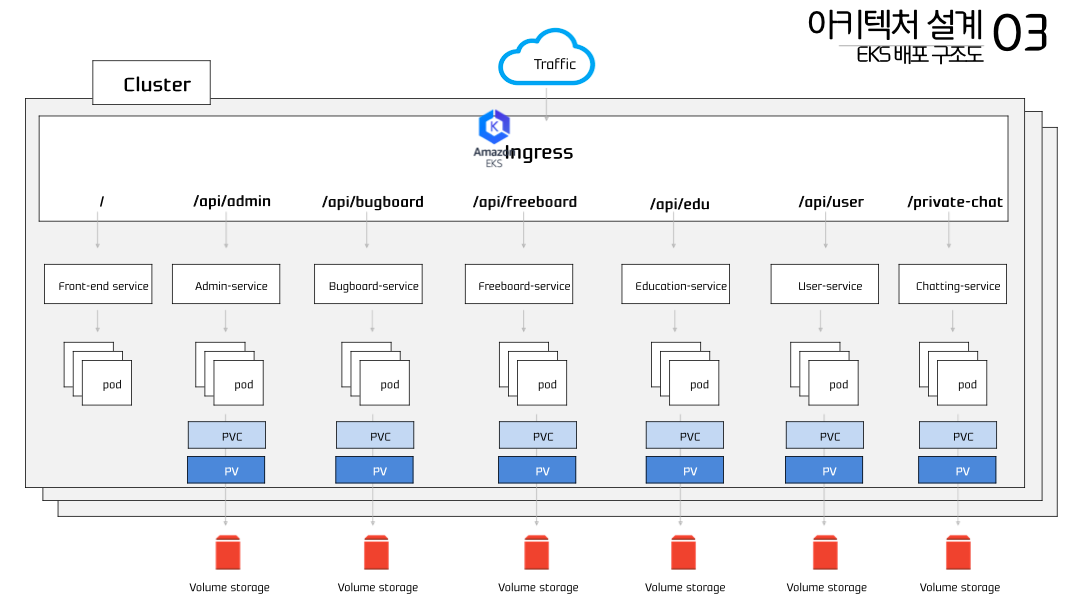 아키텍처 설계 03
EKS 배포 구조도
Traffic
Cluster
Amazon
EKS
Ingress
/ /api/admin /api/bugboard /api/freeboard /api/edu /api/user /private-chat
Front-end service Admin-service Bugboard-service Freeboard-service Education-service User-service Chatting-service
pod pod pod pod pod pod pod
PVC PVC PVC PVC PVC PVC
PV PV PV PV PV PV
Volume storage Volume storage Volume storage Volume storage Volume storage Volume storage